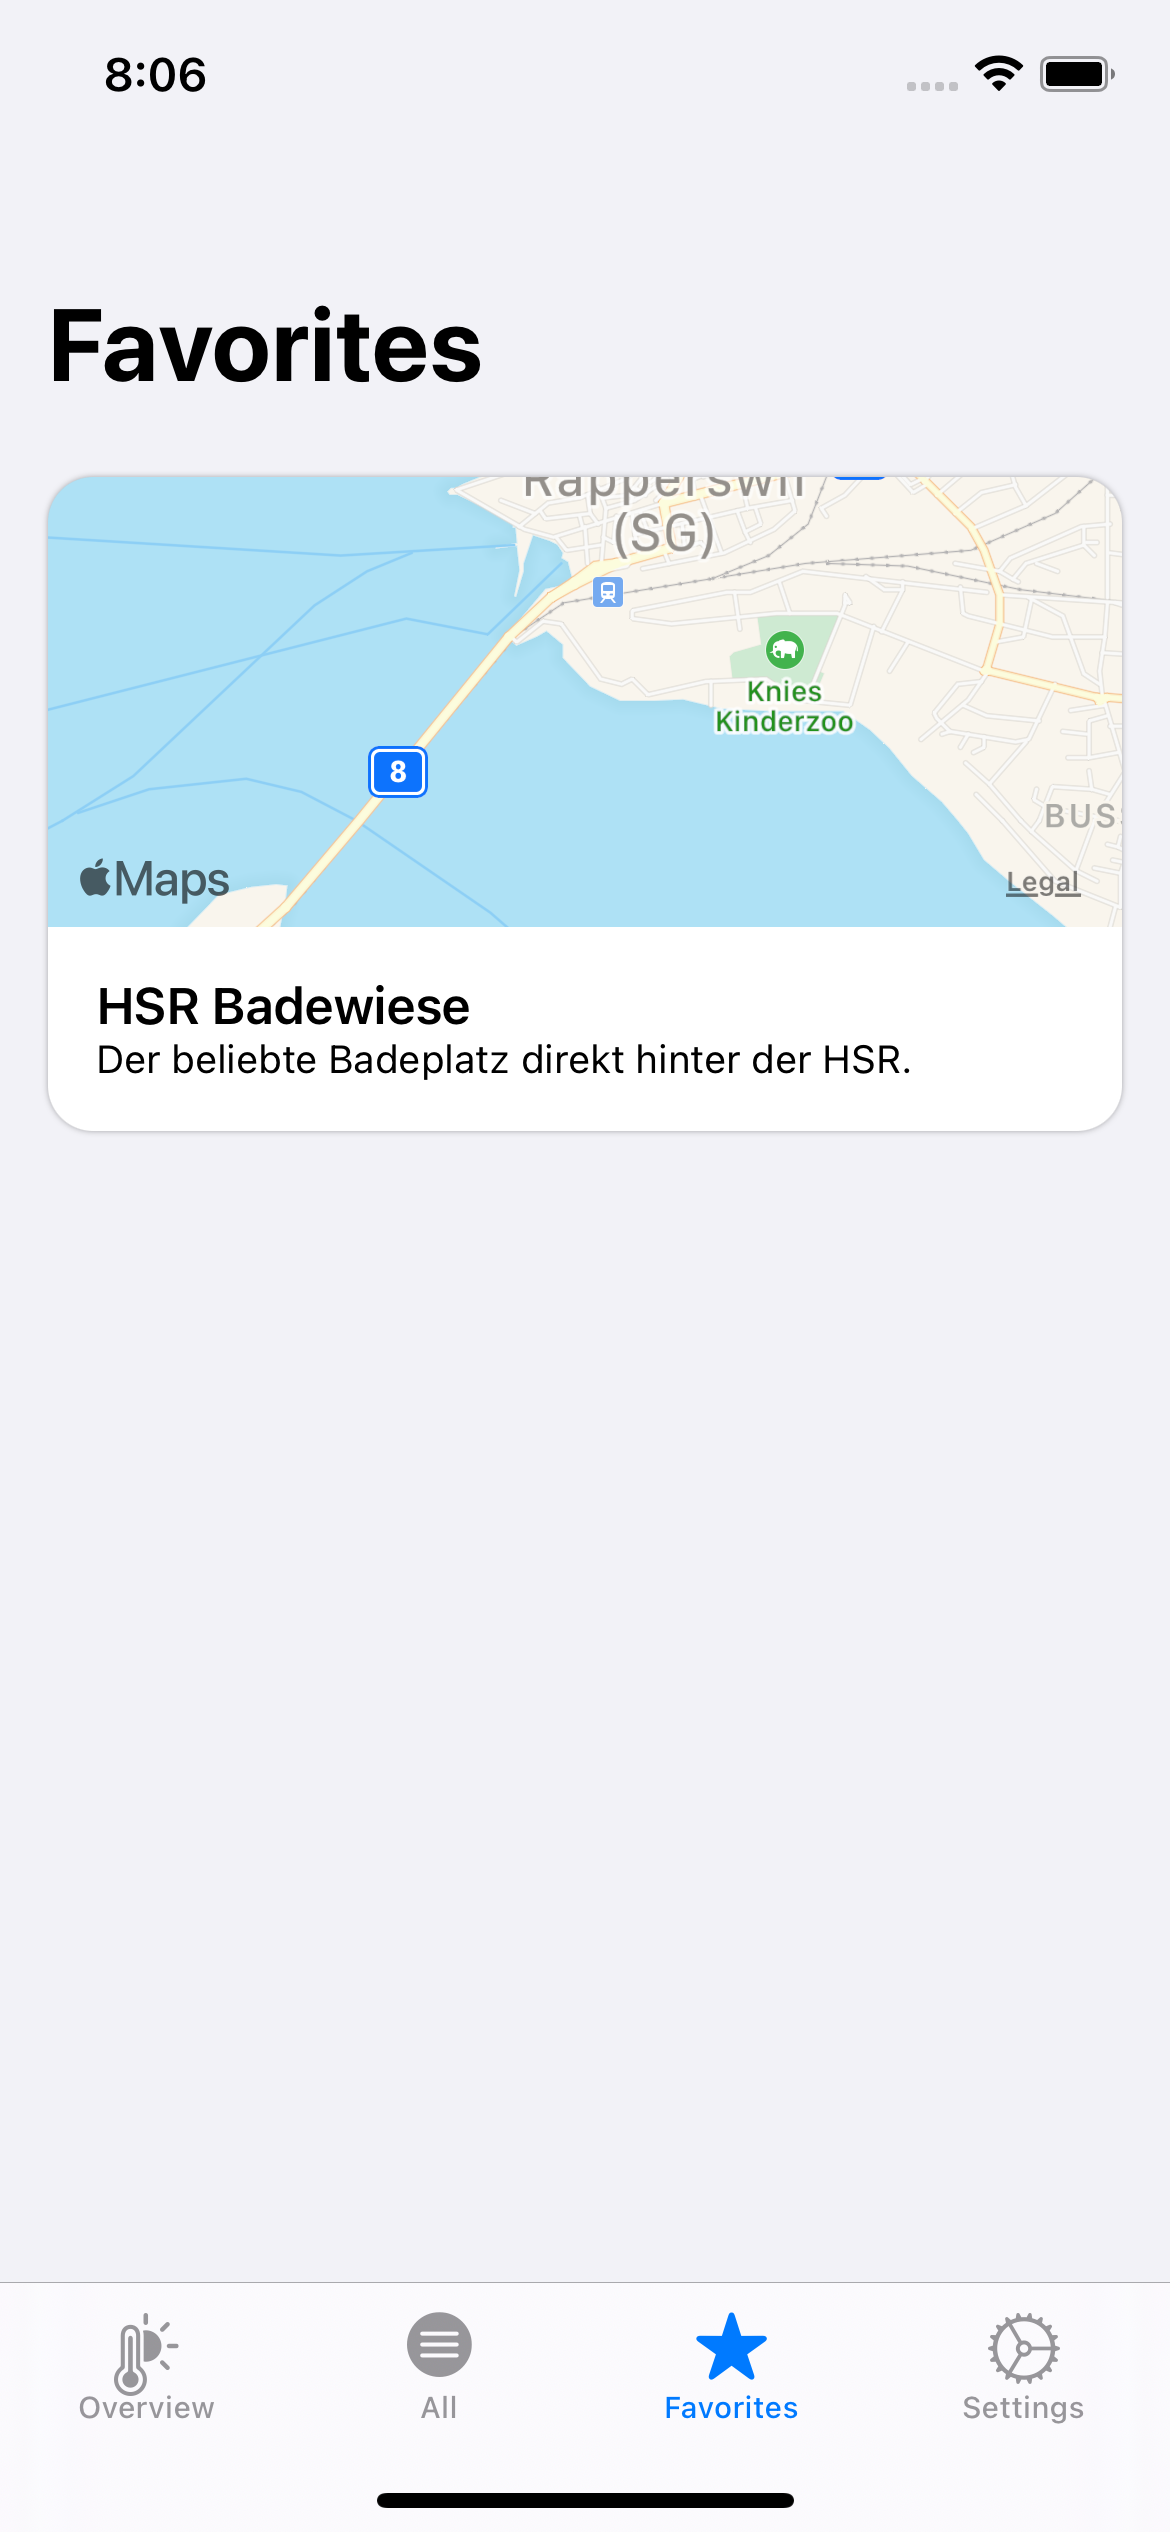 8:06
Favorites
Rapperswil
(SG)
Knies
Kinderzoo
8
BUSS
Maps
Legal
HSR Badewiese
Der beliebte Badeplatz direkt hinter der HSR.
Overview
All
Favorites
Settings